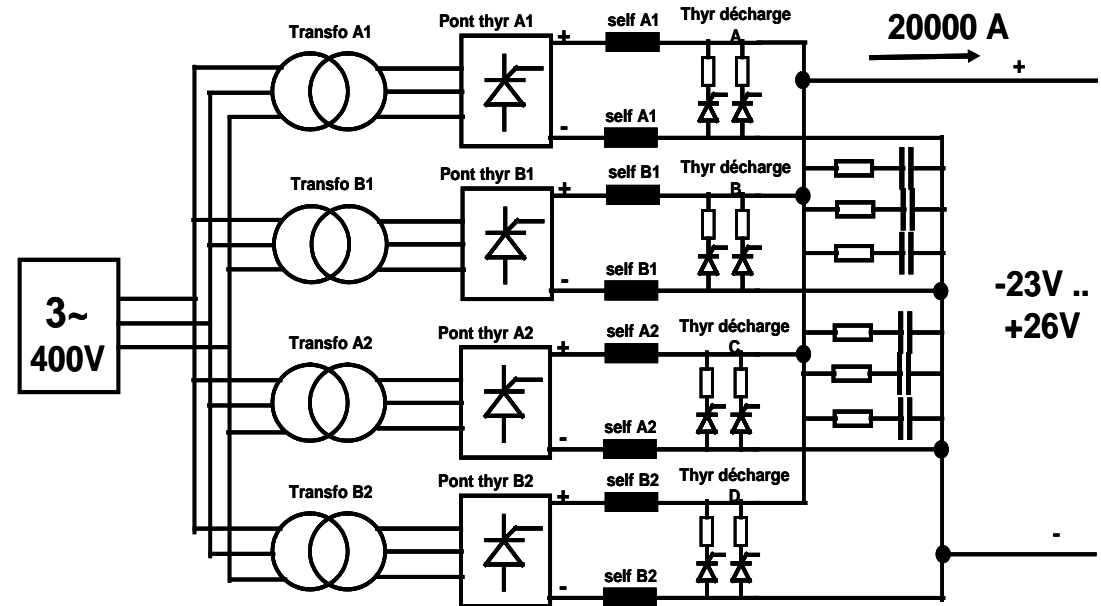 Transfo A1
Pont thyr A1
self A1
Thyr décharge
A
20000 A
+
+
-
self A1
Transfo B1
Pont thyr B1
self B1
Thyr décharge
B
+
-
self B1
3~
400V
-23V ..
+26V
Transfo A2
Pont thyr A2
self A2
Thyr décharge
C
+
-
self A2
Transfo B2
Pont thyr B2
self B2
Thyr décharge
D
+
-
-
self B2